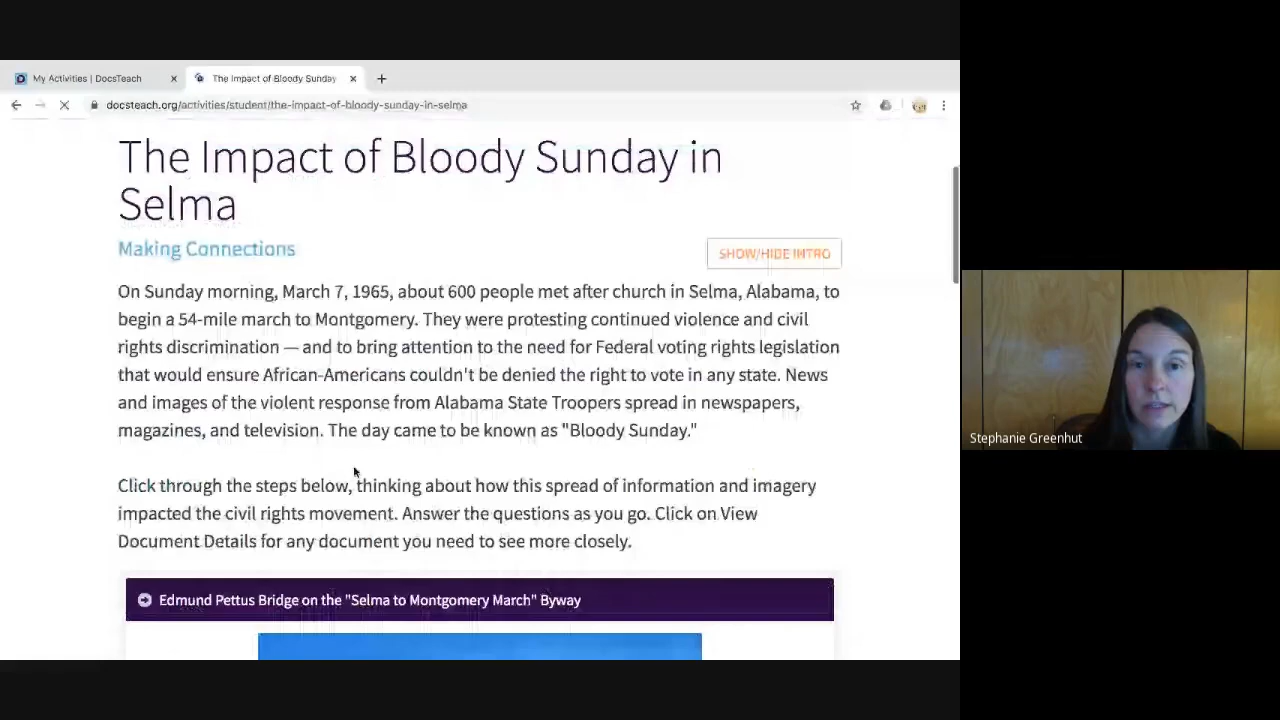 My Activities | DocsTeach
The Impact of Bloody Sunday
docsteach.org/activities/student/the-impact-of-bloody-sunday-in-selma
The Impact of Bloody Sunday in
Selma
Making Connections
SHOW/HIDE INTRO
On Sunday morning, March 7, 1965, about 600 people met after church in Selma, Alabama, to
begin a 54-mile march to Montgomery. They were protesting continued violence and civil
rights discrimination — and to bring attention to the need for Federal voting rights legislation
that would ensure African-Americans couldn't be denied the right to vote in any state. News
and images of the violent response from Alabama State Troopers spread in newspapers,
magazines, and television. The day came to be known as "Bloody Sunday."
Click through the steps below, thinking about how this spread of information and imagery
impacted the civil rights movement. Answer the questions as you go. Click on View
Document Details for any document you need to see more closely.
Edmund Pettus Bridge on the "Selma to Montgomery March" Byway
Stephanie Greenhut